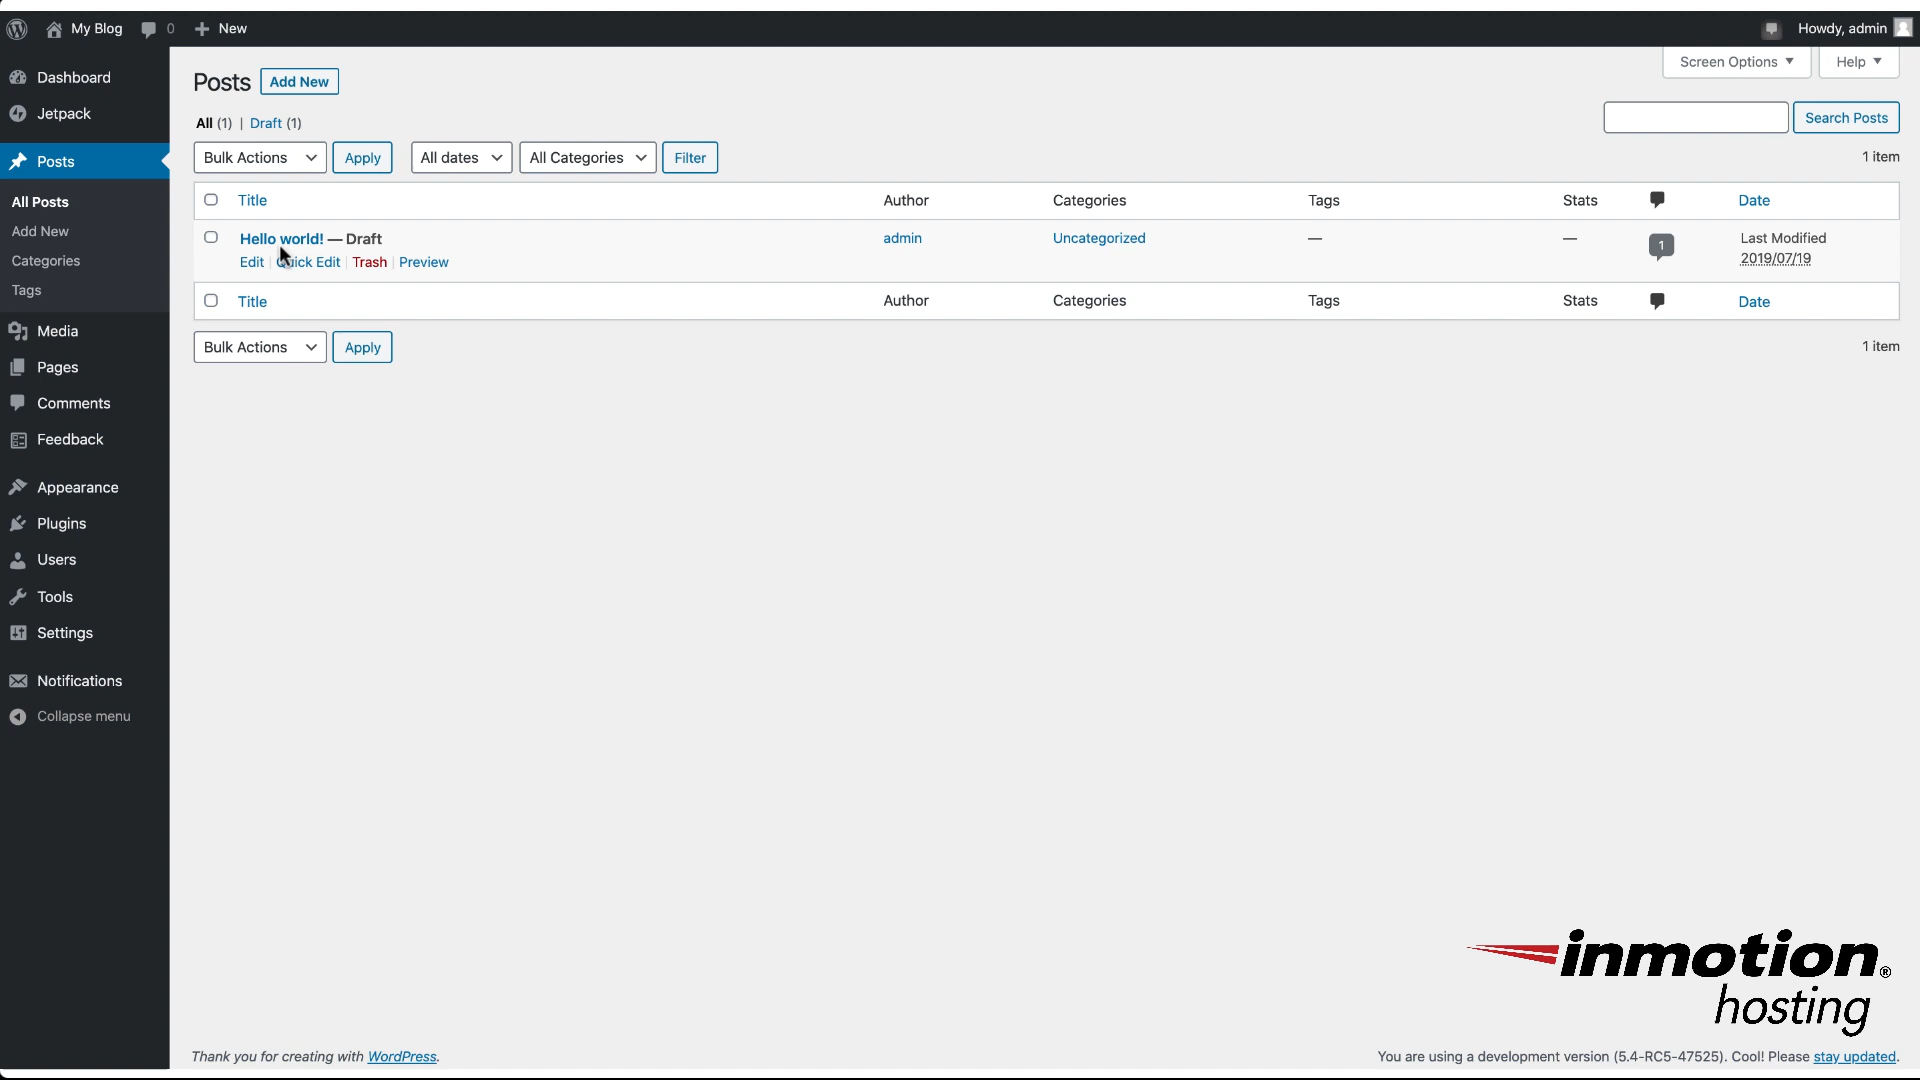 My Blog 0 New Howdy, admin
Dashboard
Jetpack
Posts
All Posts
Add New
Categories
Tags
Media
Pages
Comments
Feedback
Appearance
Plugins
Users
Tools
Settings
Notifications
Collapse menu
Screen Options Help
Posts Add New
All (1) | Draft (1)
Search Posts
Bulk Actions Apply All dates All Categories Filter 1 item
Title Author Categories Tags Stats Date
Hello world! — Draft admin Uncategorized — — 1 Last Modified
2019/07/19
Edit | Quick Edit | Trash | Preview
Title Author Categories Tags Stats Date
Bulk Actions Apply 1 item
inmotion®
hosting
Thank you for creating with WordPress. You are using a development version (5.4-RC5-47525). Cool! Please stay updated.